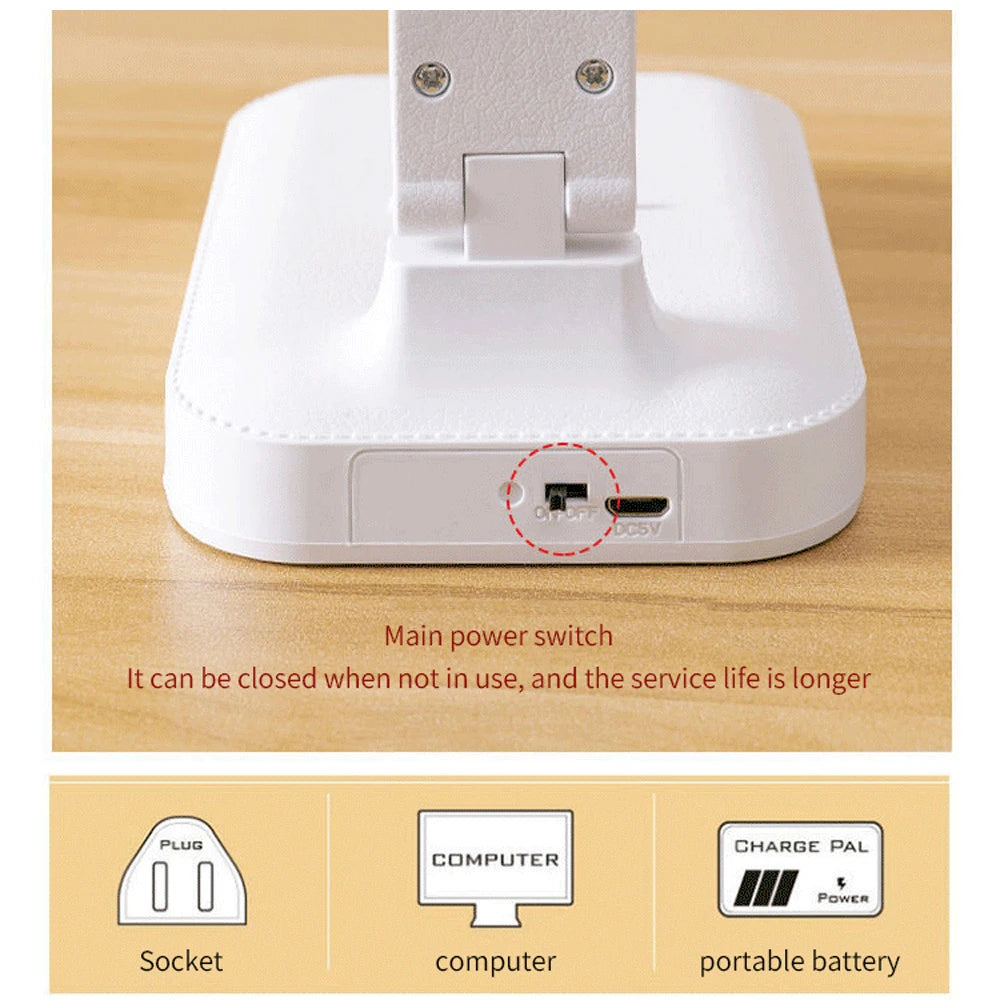 ON OFF
DC5V
Main power switch
It can be closed when not in use, and the service life is longer
PLUG
COMPUTER
CHARGE PAL
POWER
Socket
computer
portable battery